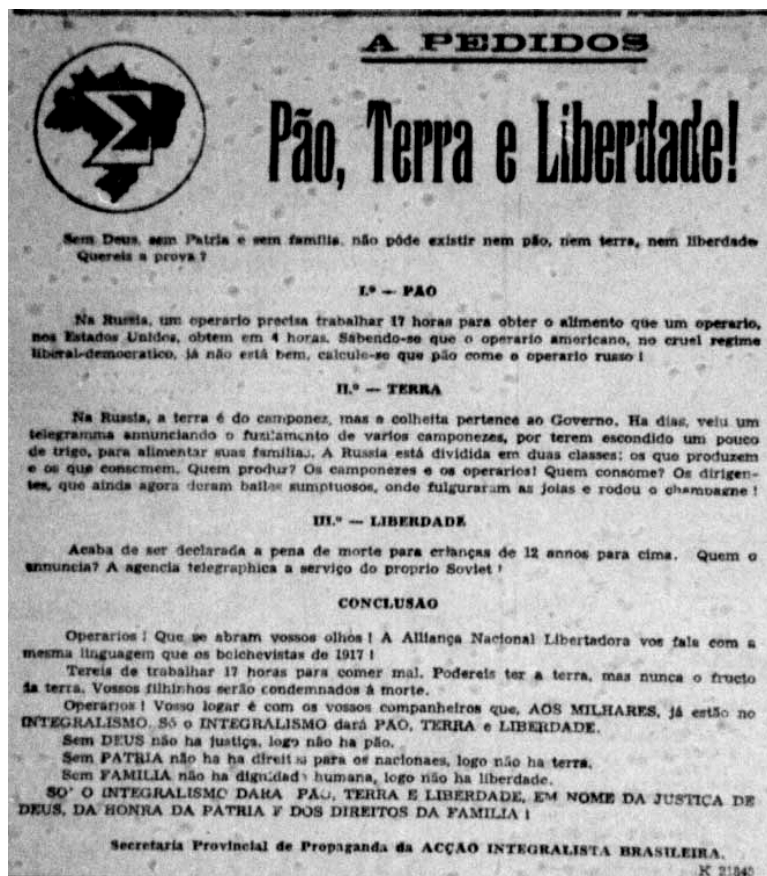 A PEDIDOS
Σ
Pão, Terra e Liberdade!
Sem Deus, sem Patria e sem familia, não póde existir nem pão, nem terra, nem liberdade
Quereis a prova?
I.º — PAO
Na Russia, um operario precisa trabalhar 17 horas para obter o alimento que um operario,
nos Estados Unidos, obtem em 4 horas. Sabendo-se que o operario americano, no cruel regime
liberal-democratico, já não está bem, calcule-se que pão come o operario russo!
II.º — TERRA
Na Russia, a terra é do camponez, mas a colheita pertence ao Governo. Ha dias, veiu um
telegramma annunciando o fuzilamento de varios camponezes, por terem escondido um pouco
de trigo, para alimentar suas familias. A Russia está dividida em duas classes: os que produzem
e os que consomem. Quem produz? Os camponezes e os operarios! Quem consome? Os dirigen-
tes, que ainda agora deram bailes sumptuosos, onde fulguraram as joias e rodou o champagne!
III.º — LIBERDADE
Acaba de ser declarada a pena de morte para crianças de 12 annos para cima. Quem o
annuncia? A agencia telegraphica a serviço do proprio Soviet!
CONCLUSAO
Operarios! Que se abram vossos olhos! A Alliança Nacional Libertadora vos fala com a
mesma linguagem que os bolchevistas de 1917!
Tereis de trabalhar 17 horas para comer mal. Podereis ter a terra, mas nunca o fructo
da terra. Vossos filhinhos serão condemnados á morte.
Operarios! Vosso logar é com os vossos companheiros que, AOS MILHARES, já estão no
INTEGRALISMO. Só o INTEGRALISMO dará PAO, TERRA e LIBERDADE.
Sem DEUS não ha justiça, logo não ha pão.
Sem PATRIA não ha ha direitos para os nacionaes, logo não ha terra.
Sem FAMILIA não ha dignidade humana, logo não ha liberdade.
SO' O INTEGRALISMO DARA PAO, TERRA E LIBERDADE, EM NOME DA JUSTIÇA DE
DEUS, DA HONRA DA PATRIA E DOS DIREITOS DA FAMILIA!
Secretaria Provincial de Propaganda da ACÇAO INTEGRALISTA BRASILEIRA.
K 21845